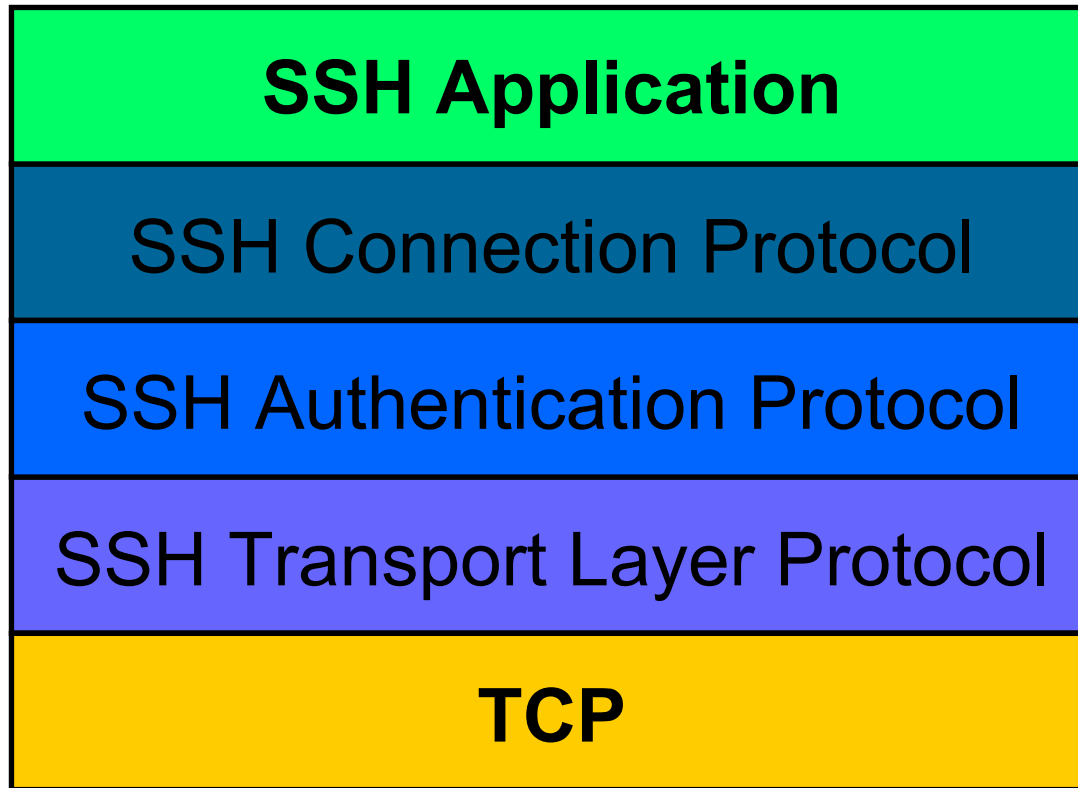 SSH Application
SSH Connection Protocol
SSH Authentication Protocol
SSH Transport Layer Protocol
TCP